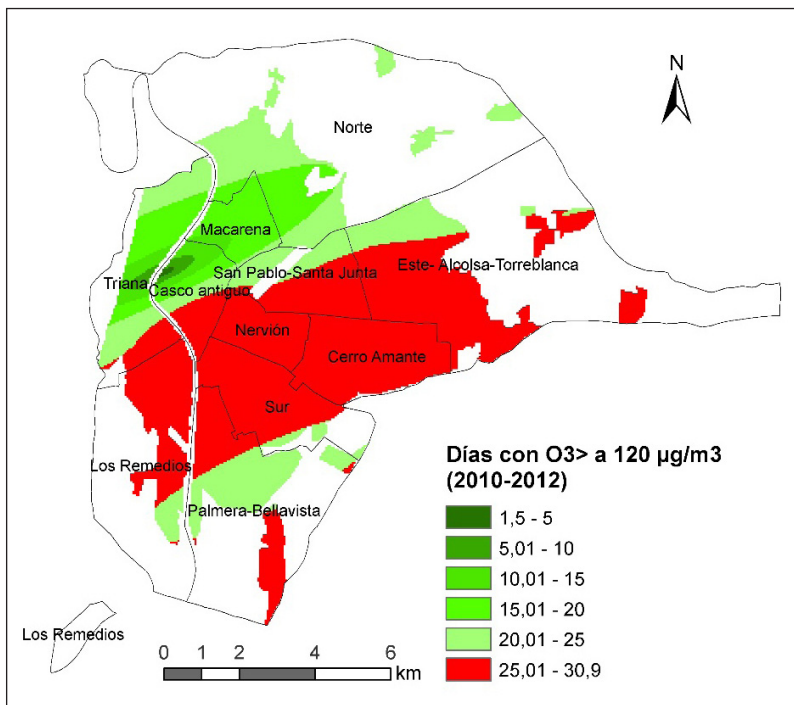 N
Norte
Macarena
San Pablo-Santa Junta
Este- Alcolsa-Torreblanca
Triana
Casco antiguo
Nervión
Cerro Amante
Sur
Los Remedios
Palmera-Bellavista
Los Remedios
Días con O3> a 120 µg/m3
(2010-2012)
1,5 - 5
5,01 - 10
10,01 - 15
15,01 - 20
20,01 - 25
25,01 - 30,9
0 1 2 4 6
km